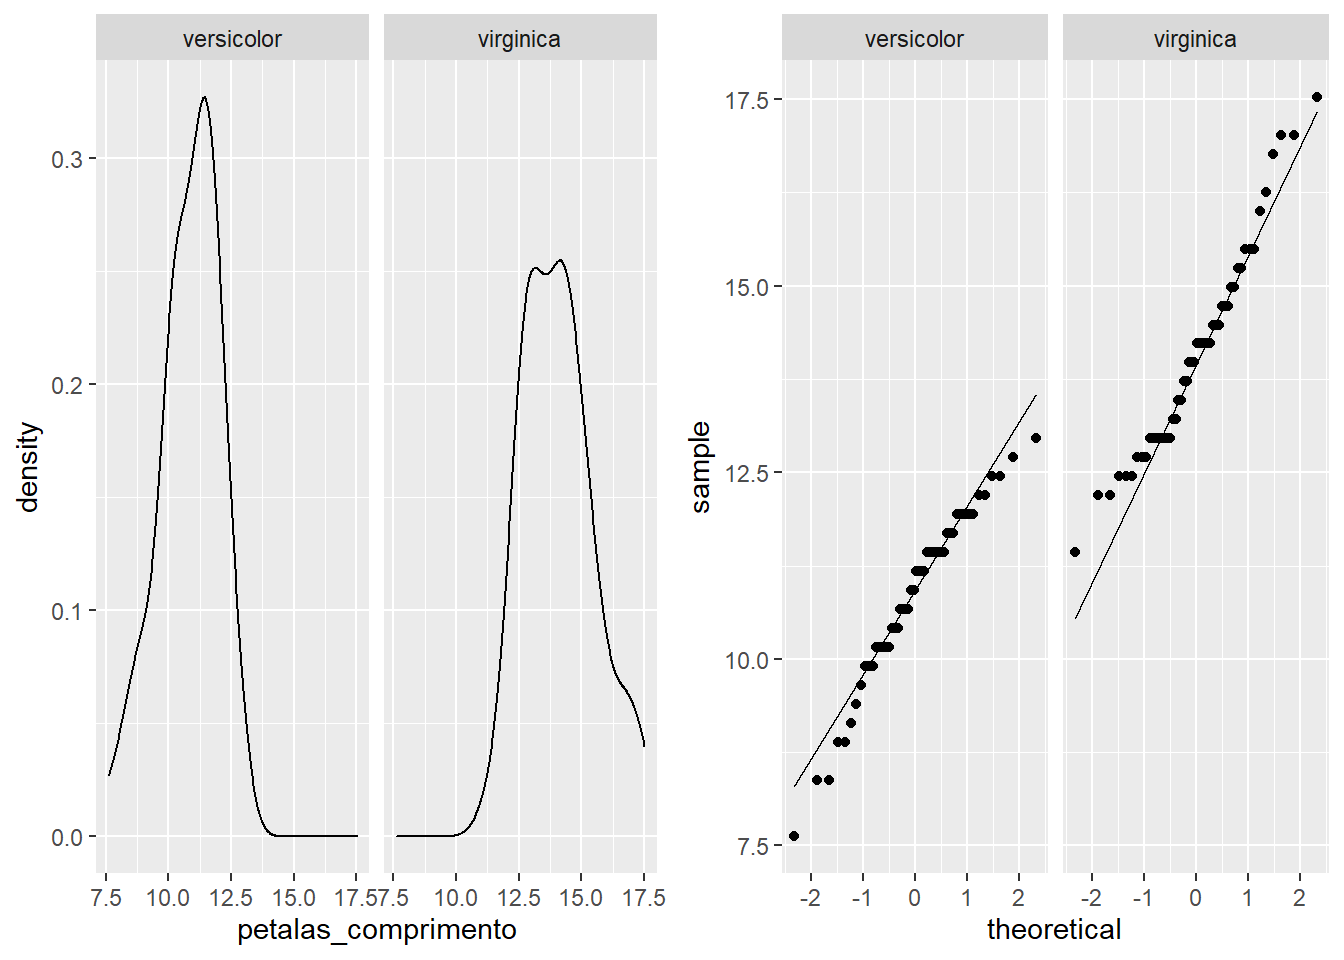 versicolor
virginica
0.3
0.2
0.1
0.0
density
7.5 10.0 12.5 15.0 17.5
7.5 10.0 12.5 15.0 17.5
petalas_comprimento
versicolor
virginica
17.5
15.0
12.5
10.0
7.5
sample
-2 -1 0 1 2
-2 -1 0 1 2
theoretical